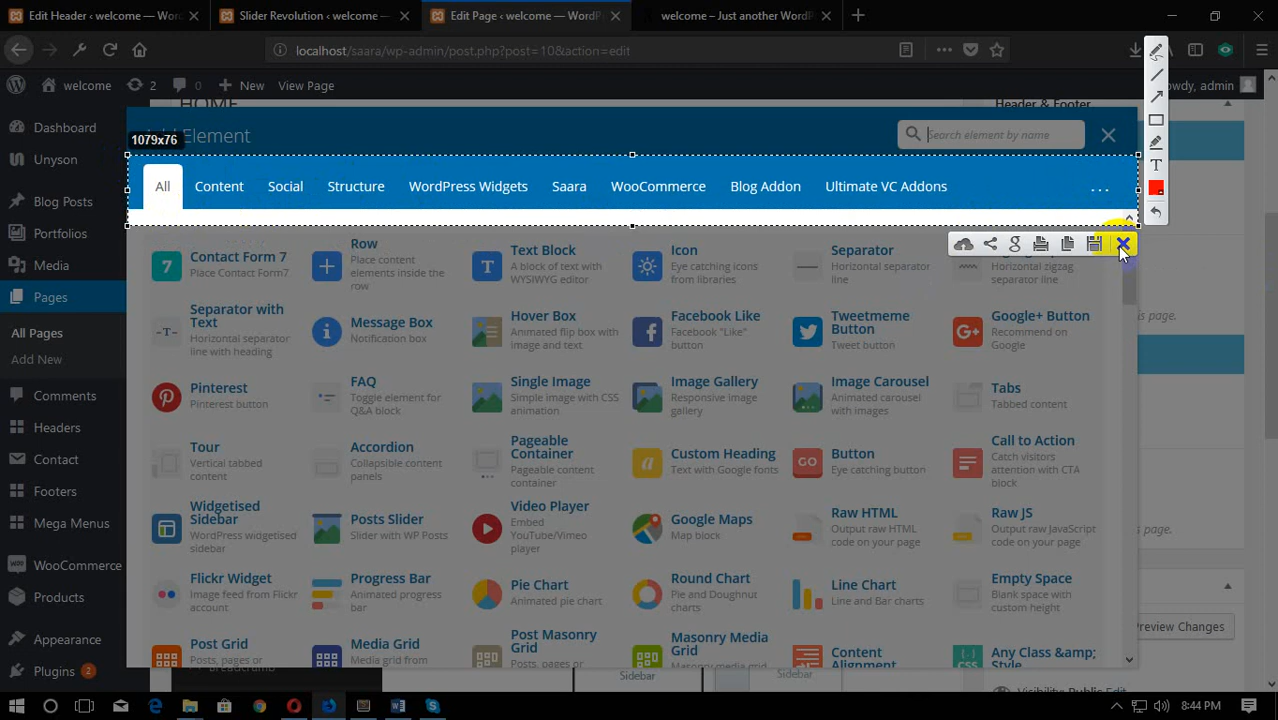 Edit Header < welcome — WordP
Slider Revolution < welcome —
Edit Page < welcome — WordP
welcome – Just another WordP
localhost/saara/wp-admin/post.php?post=10&action=edit
welcome
2
0
New
View Page
admin
HOME
Header & Footer
Dashboard
Unyson
Blog Posts
Portfolios
Media
Pages
All Pages
Add New
Comments
Headers
Contact
Footers
Mega Menus
WooCommerce
Products
Appearance
Plugins 2
Element
Search element by name
1079x76
All
Content
Social
Structure
WordPress Widgets
Saara
WooCommerce
Blog Addon
Ultimate VC Addons
...
Contact Form 7
Place Contact Form7
Row
Place content
elements inside the
row
Text Block
A block of text with
WYSIWYG editor
Icon
Eye catching icons
from libraries
Separator
Horizontal separator
line
Horizontal zigzag
separator line
Separator with
Text
Horizontal separator
line with heading
Message Box
Notification box
Hover Box
Animated flip box with
image and text
Facebook Like
Facebook "Like"
button
Tweetmeme
Button
Tweet button
Google+ Button
Recommend on
Google
Pinterest
Pinterest button
FAQ
Toggle element for
Q&A block
Single Image
Simple image with CSS
animation
Image Gallery
Responsive image
gallery
Image Carousel
Animated carousel
with images
Tabs
Tabbed content
Tour
Vertical tabbed
content
Accordion
Collapsible content
panels
Pageable
Container
Pageable content
container
Custom Heading
Text with Google fonts
Button
Eye catching button
Call to Action
Catch visitors
attention with CTA
block
Widgetised
Sidebar
WordPress widgetised
sidebar
Posts Slider
Slider with WP Posts
Video Player
Embed
YouTube/Vimeo
player
Google Maps
Map block
Raw HTML
Output raw HTML
code on your page
Raw JS
Output raw JavaScript
code on your page
Flickr Widget
Image feed from Flickr
account
Progress Bar
Animated progress
bar
Pie Chart
Animated pie chart
Round Chart
Pie and Doughnut
charts
Line Chart
Line and Bar charts
Empty Space
Blank space with
custom height
Post Grid
Posts, pages or
Media Grid
Post Masonry
Grid
Posts, pages or
Masonry Media
Grid
Content
Alignment
Any Class &amp;
Style
s page.
is page.
Preview Changes
Sidebar
Sidebar
Visibility: Public Edit
8:44 PM